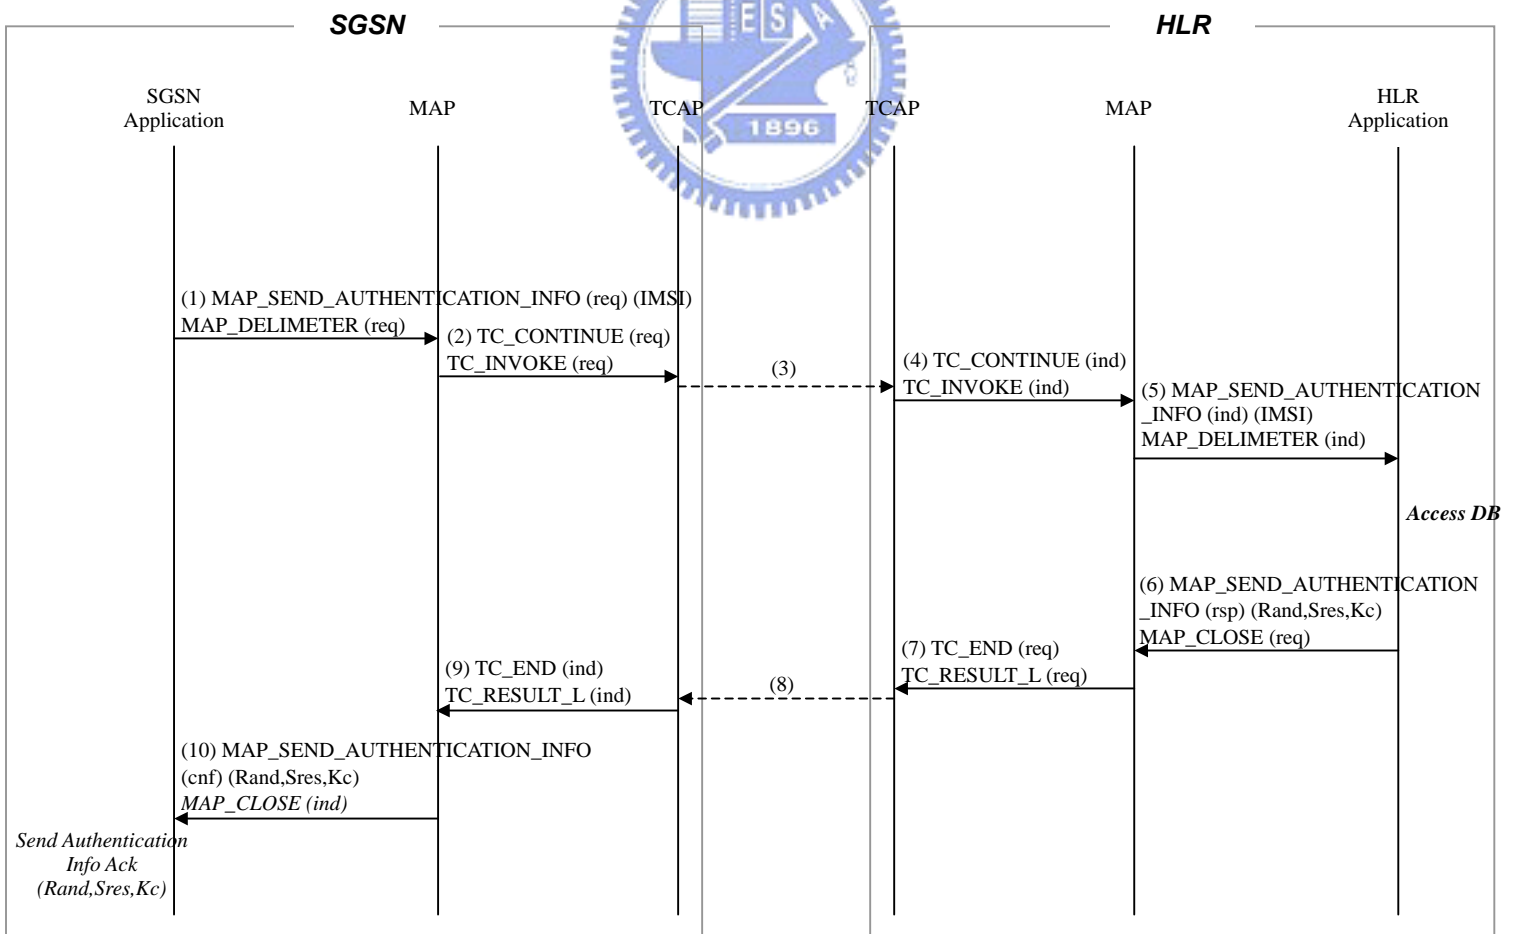 SGSN
HLR
ES A
1896
SGSN
Application
MAP
TCAP
TCAP
MAP
HLR
Application
(1) MAP_SEND_AUTHENTICATION_INFO (req) (IMSI)
MAP_DELIMETER (req)
(2) TC_CONTINUE (req)
TC_INVOKE (req)
(3)
(4) TC_CONTINUE (ind)
TC_INVOKE (ind)
(5) MAP_SEND_AUTHENTICATION
_INFO (ind) (IMSI)
MAP_DELIMETER (ind)
Access DB
(6) MAP_SEND_AUTHENTICATION
_INFO (rsp) (Rand,Sres,Kc)
MAP_CLOSE (req)
(7) TC_END (req)
TC_RESULT_L (req)
(8)
(9) TC_END (ind)
TC_RESULT_L (ind)
(10) MAP_SEND_AUTHENTICATION_INFO
(cnf) (Rand,Sres,Kc)
MAP_CLOSE (ind)
Send Authentication
Info Ack
(Rand,Sres,Kc)